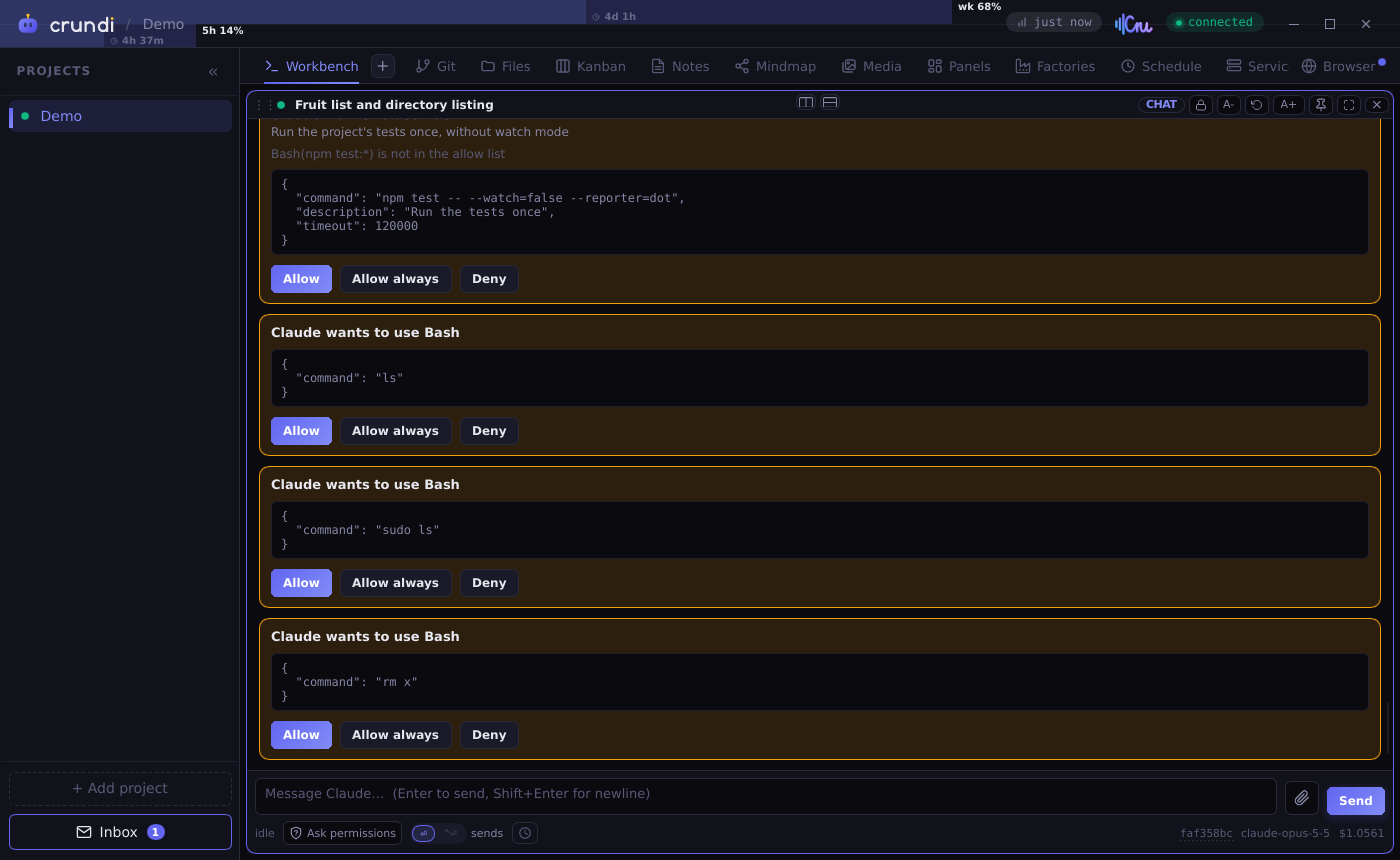 4d 1h
wk 68%
crundi / Demo
just now
Cru
connected
5h 14%
4h 37m
PROJECTS
«
Workbench
+
Git
Files
Kanban
Notes
Mindmap
Media
Panels
Factories
Schedule
Servic
Browser
Demo
Fruit list and directory listing
CHAT
A-
A+
Run the project's tests once, without watch mode
Bash(npm test:*) is not in the allow list
{
"command": "npm test -- --watch=false --reporter=dot",
"description": "Run the tests once",
"timeout": 120000
}
Allow
Allow always
Deny
Claude wants to use Bash
{
"command": "ls"
}
Allow
Allow always
Deny
Claude wants to use Bash
{
"command": "sudo ls"
}
Allow
Allow always
Deny
Claude wants to use Bash
{
"command": "rm x"
}
Allow
Allow always
Deny
+ Add project
Inbox 1
Message Claude... (Enter to send, Shift+Enter for newline)
Send
idle
Ask permissions
sends
faf358bc
claude-opus-5-5
$1.0561